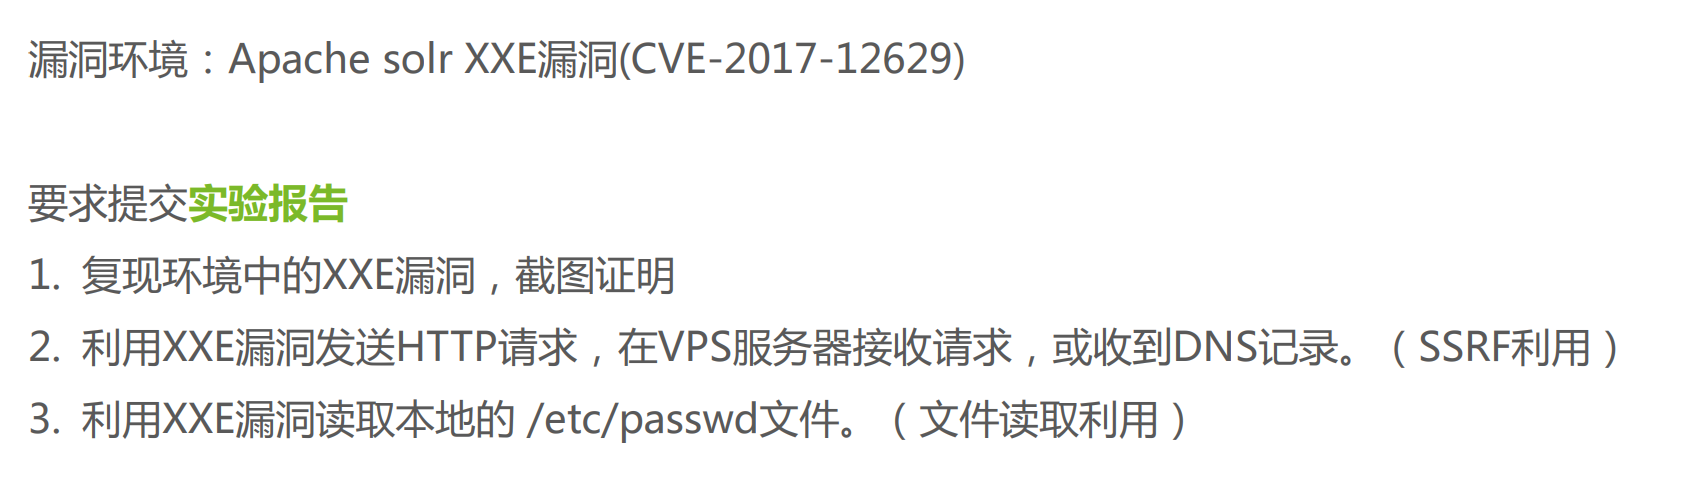 漏洞环境：Apache solr XXE漏洞(CVE-2017-12629)
要求提交实验报告
1. 复现环境中的XXE漏洞，截图证明
2. 利用XXE漏洞发送HTTP请求，在VPS服务器接收请求，或收到DNS记录。（SSRF利用）
3. 利用XXE漏洞读取本地的 /etc/passwd文件。（文件读取利用）